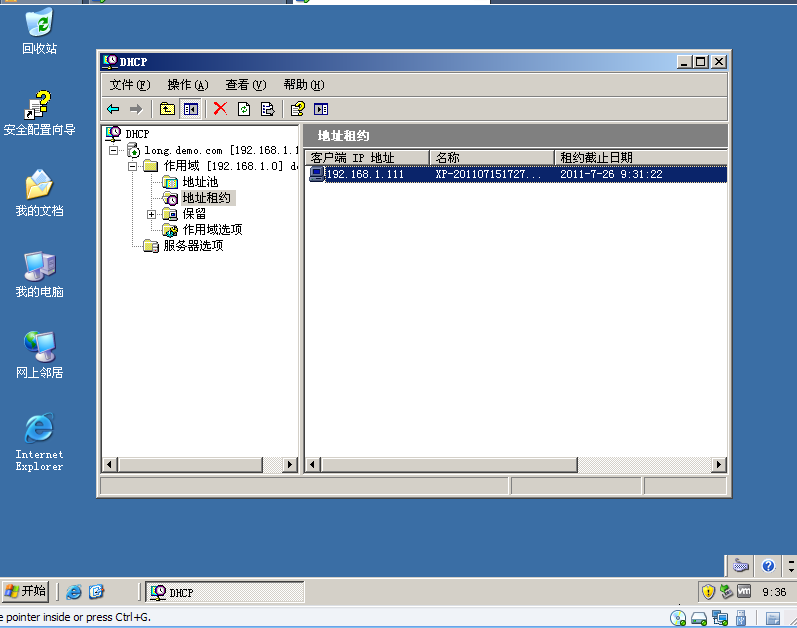 回收站
安全配置向导
我的文档
我的电脑
网上邻居
Internet
Explorer
DHCP
文件(F) 操作(A) 查看(V) 帮助(H)
DHCP
long.demo.com [192.168.1.1
作用域 [192.168.1.0] de
地址池
地址租约
保留
作用域选项
服务器选项
地址租约
客户端 IP 地址 名称 租约截止日期
192.168.1.111 XP-201107151727... 2011-7-26 9:31:22
开始 DHCP 9:36
e pointer inside or press Ctrl+G.